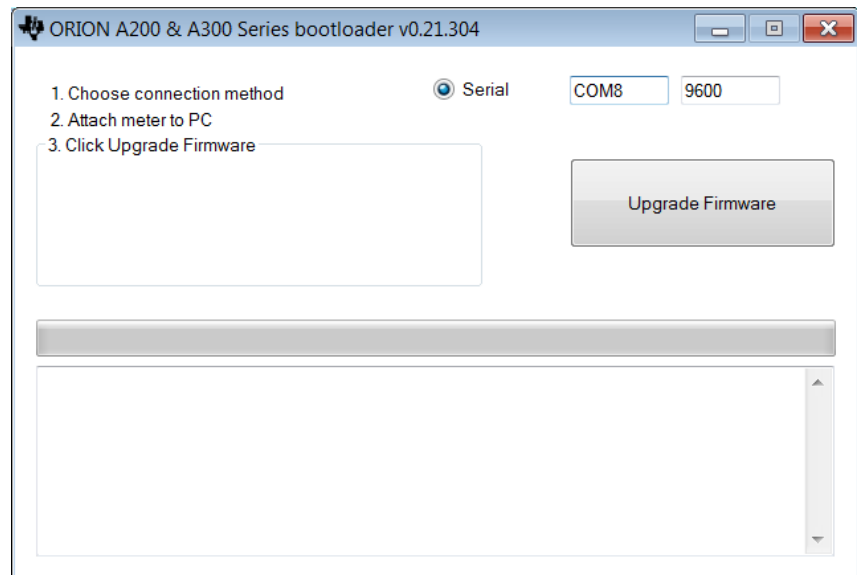 ORION A200 & A300 Series bootloader v0.21.304
1. Choose connection method
Serial
COM8
9600
2. Attach meter to PC
3. Click Upgrade Firmware
Upgrade Firmware